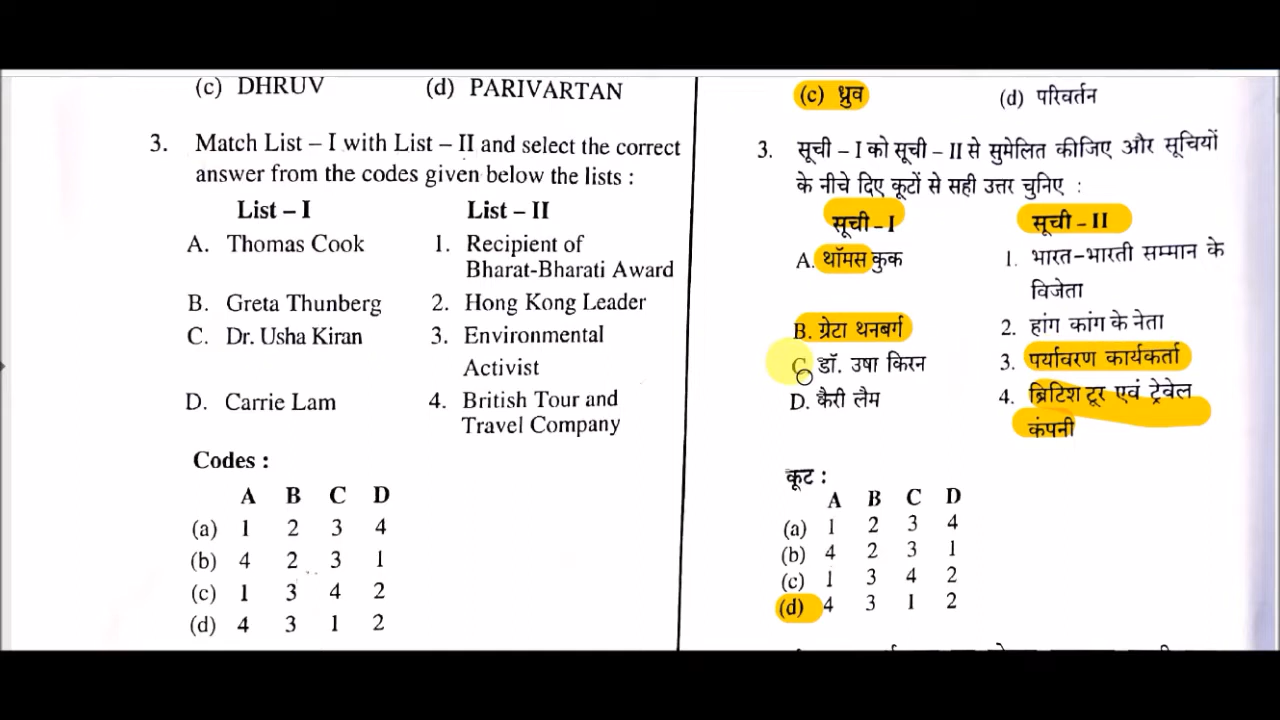 (c) DHRUV (d) PARIVARTAN
3. Match List – I with List – II and select the correct
answer from the codes given below the lists :
List – I List – II
A. Thomas Cook 1. Recipient of
Bharat-Bharati Award
B. Greta Thunberg 2. Hong Kong Leader
C. Dr. Usha Kiran 3. Environmental
Activist
D. Carrie Lam 4. British Tour and
Travel Company
Codes :
A B C D
(a) 1 2 3 4
(b) 4 2 3 1
(c) 1 3 4 2
(d) 4 3 1 2
(c) ध्रुव (d) परिवर्तन
3. सूची – I को सूची – II से सुमेलित कीजिए और सूचियों
के नीचे दिए कूटों से सही उत्तर चुनिए :
सूची – I सूची – II
A. थॉमस कुक 1. भारत-भारती सम्मान के
विजेता
B. ग्रेटा थनबर्ग 2. हांग कांग के नेता
C. डॉ. उषा किरन 3. पर्यावरण कार्यकर्ता
D. कैरी लैम 4. ब्रिटिश टूर एवं ट्रेवेल
कंपनी
कूट :
A B C D
(a) 1 2 3 4
(b) 4 2 3 1
(c) 1 3 4 2
(d) 4 3 1 2